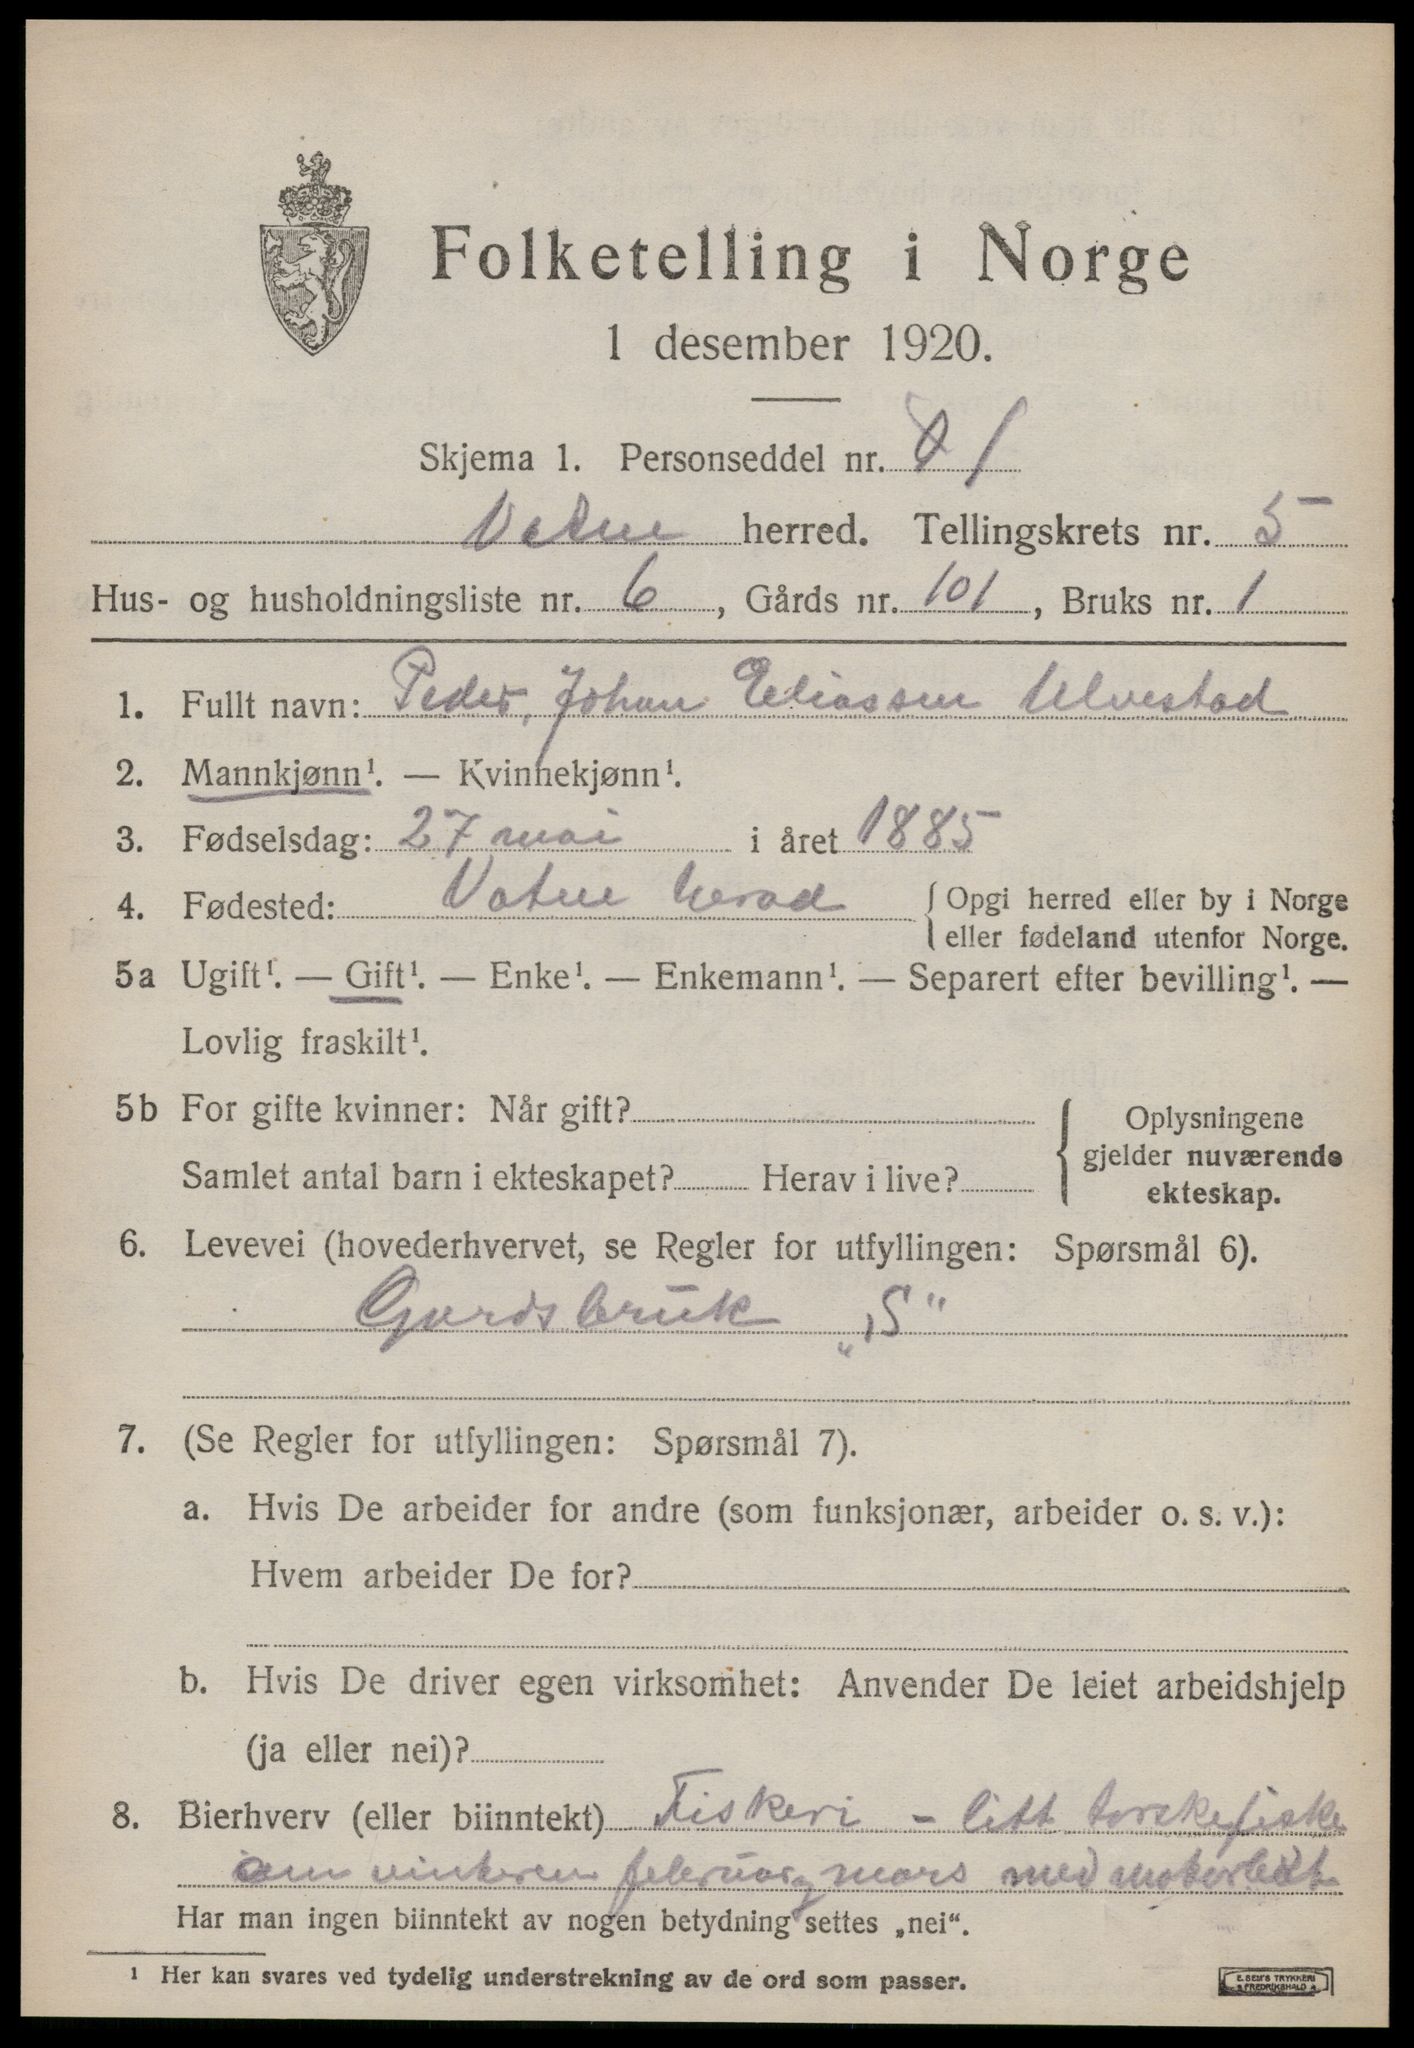 Folketelling i Norge
1 desember 1920.
Skjema 1. Personseddel nr. 1
Vatne herred. Tellingskrets nr. 5
Hus- og husholdningsliste nr. 6, Gårds nr. 101, Bruks nr. 1
1. Fullt navn: Peder, Johan Eliassen Ulvestad
2. Mannkjønn¹. — Kvinnekjønn¹.
3. Fødselsdag: 27 mai i året 1885
4. Fødested: Vatne herad { Opgi herred eller by i Norge
eller fødeland utenfor Norge.
5a Ugift¹. — Gift¹. — Enke¹. — Enkemann¹. — Separert efter bevilling¹. —
Lovlig fraskilt¹.
5b For gifte kvinner: Når gift? { Oplysningene
gjelder nuværende
Samlet antal barn i ekteskapet? Herav i live?
ekteskap.
6. Levevei (hovederhvervet, se Regler for utfyllingen: Spørsmål 6).
Gardsbruk „S“
7. (Se Regler for utfyllingen: Spørsmål 7).
a. Hvis De arbeider for andre (som funksjonær, arbeider o. s. v.):
Hvem arbeider De for?
b. Hvis De driver egen virksomhet: Anvender De leiet arbeidshjelp
(ja eller nei)?
8. Bierhverv (eller biinntekt) Fiskeri - litt torskefiske
om vinteren februar, mars med motorbåt
Har man ingen biinntekt av nogen betydning settes „nei“.
¹ Her kan svares ved tydelig understrekning av de ord som passer.
E. SEM'S TRYKKERI
FREDRIKSHALD